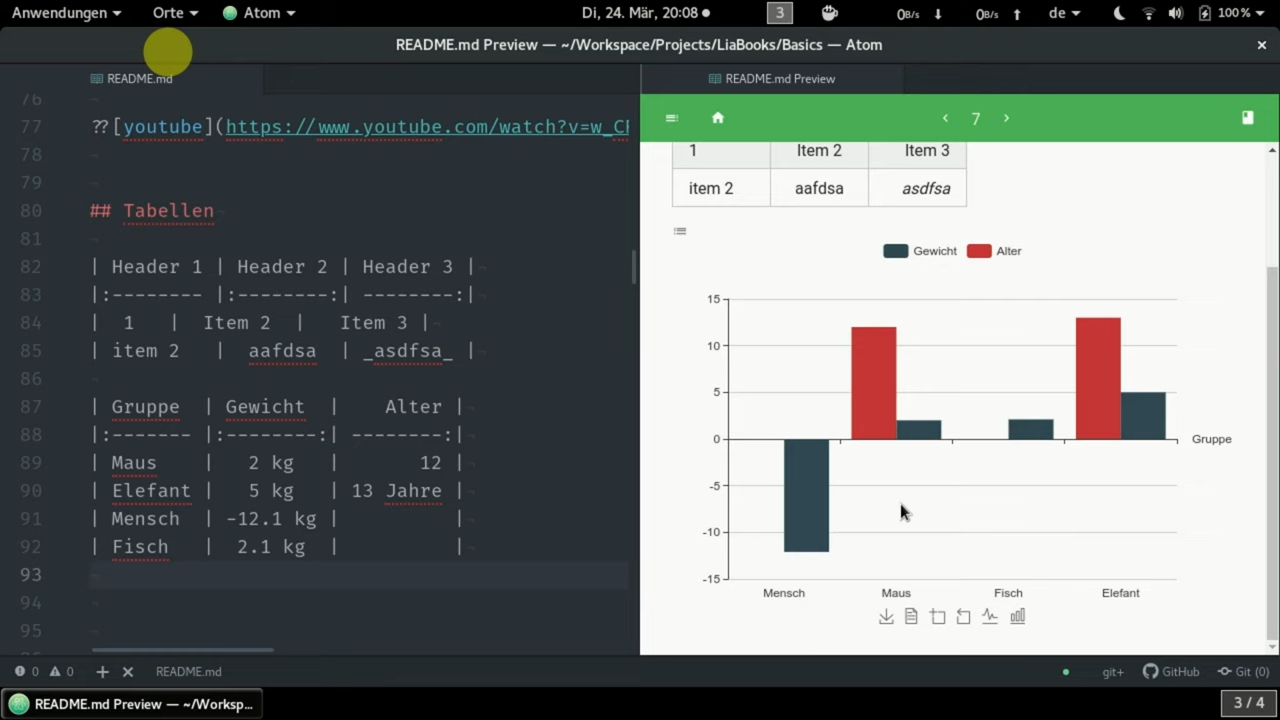 Anwendungen Orte Atom Di, 24. Mär, 20:08 3 0B/s 0B/s de 100%
README.md Preview — ~/Workspace/Projects/LiaBooks/Basics — Atom
README.md
README.md Preview
76
77 ??[youtube](https://www.youtube.com/watch?v=w_C
78
79
80 ## Tabellen
81
82 | Header 1 | Header 2 | Header 3 |
83 |:-------- |:--------:| --------:|
84 | 1 | Item 2 | Item 3 |
85 | item 2 | aafdsa | _asdfsa_ |
86
87 | Gruppe | Gewicht | Alter |
88 |:------- |:--------:| --------:|
89 | Maus | 2 kg | 12 |
90 | Elefant | 5 kg | 13 Jahre |
91 | Mensch | -12.1 kg | |
92 | Fisch | 2.1 kg | |
93
94
95
7
1 Item 2 Item 3
item 2 aafdsa asdfsa
Gewicht Alter
15
10
5
0
-5
-10
-15
Gruppe
Mensch Maus Fisch Elefant
0 0 README.md git+ GitHub Git (0)
README.md Preview — ~/Worksp... 3 / 4